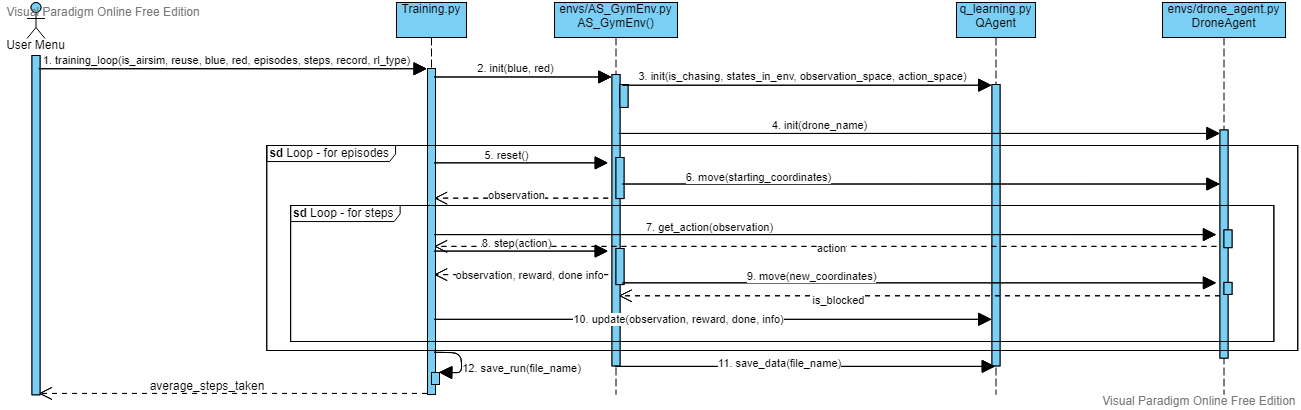 Visual Paradigm Online Free Edition
User Menu
Training.py
envs/AS_GymEnv.py
AS_GymEnv()
q_learning.py
QAgent
envs/drone_agent.py
DroneAgent
1. training_loop(is_airsim, reuse, blue, red, episodes, steps, record, rl_type)
2. init(blue, red)
3. init(is_chasing, states_in_env, observation_space, action_space)
4. init(drone_name)
sd Loop - for episodes
5. reset()
6. move(starting_coordinates)
observation
sd Loop - for steps
7. get_action(observation)
8. step(action)
action
observation, reward, done info
9. move(new_coordinates)
is_blocked
10. update(observation, reward, done, info)
11. save_data(file_name)
12. save_run(file_name)
average_steps_taken
Visual Paradigm Online Free Edition